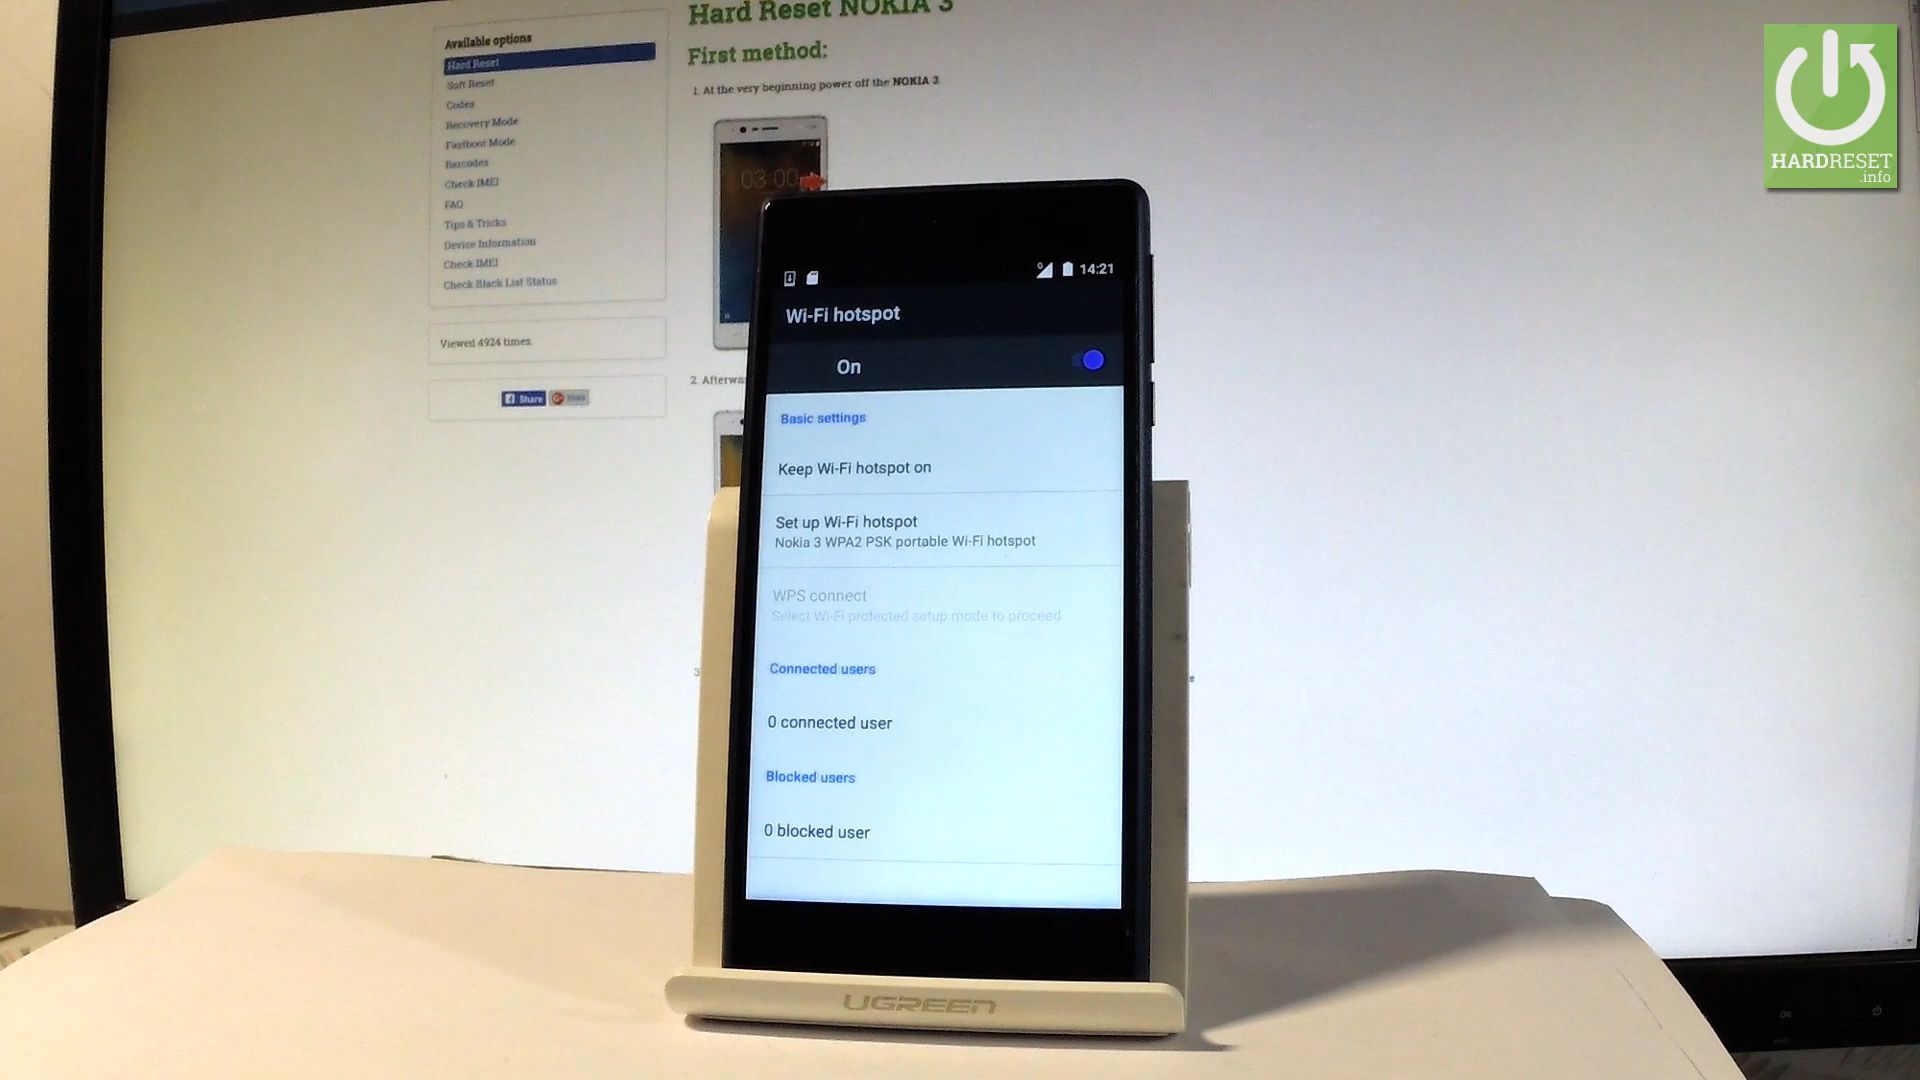 Hard Reset NOKIA 3
First method:
1. At the very beginning power off the NOKIA 3.
Available options
Hard Reset
Soft Reset
Codes
Recovery Mode
Fastboot Mode
Barcodes
Check IMEI
FAQ
Tips & Tricks
Device Information
Check IMEI
Check Black List Status
Viewed 4924 times.
Share
03:00
2. Afterwa
HARDRESET
.info
14:21
Wi-Fi hotspot
On
Basic settings
Keep Wi-Fi hotspot on
Set up Wi-Fi hotspot
Nokia 3 WPA2 PSK portable Wi-Fi hotspot
WPS connect
Select Wi-Fi protected setup mode to proceed
Connected users
0 connected user
Blocked users
0 blocked user
UGREEN